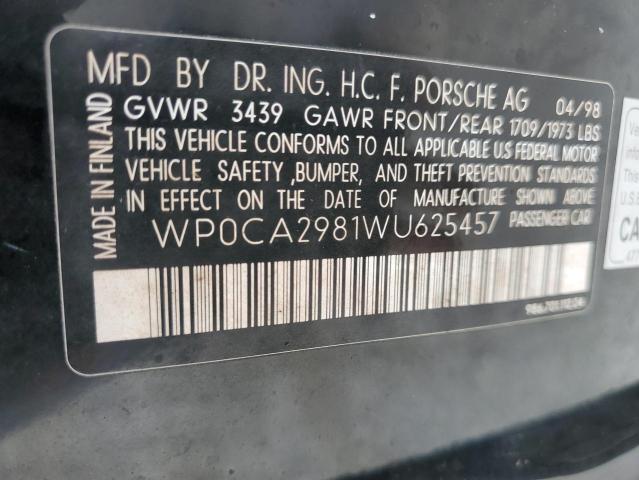 MFD BY DR. ING. H.C. F. PORSCHE AG 04/98
GVWR 3439 GAWR FRONT/REAR 1709/1973 LBS
THIS VEHICLE CONFORMS TO ALL APPLICABLE U.S FEDERAL MOTOR
VEHICLE SAFETY ,BUMPER, AND THEFT PREVENTION STANDARDS
IN EFFECT ON THE DATE OF MANUFACTURE SHOWN ABOVE.
WP0CA2981WU625457 PASSENGER CAR
MADE IN FINLAND
CA